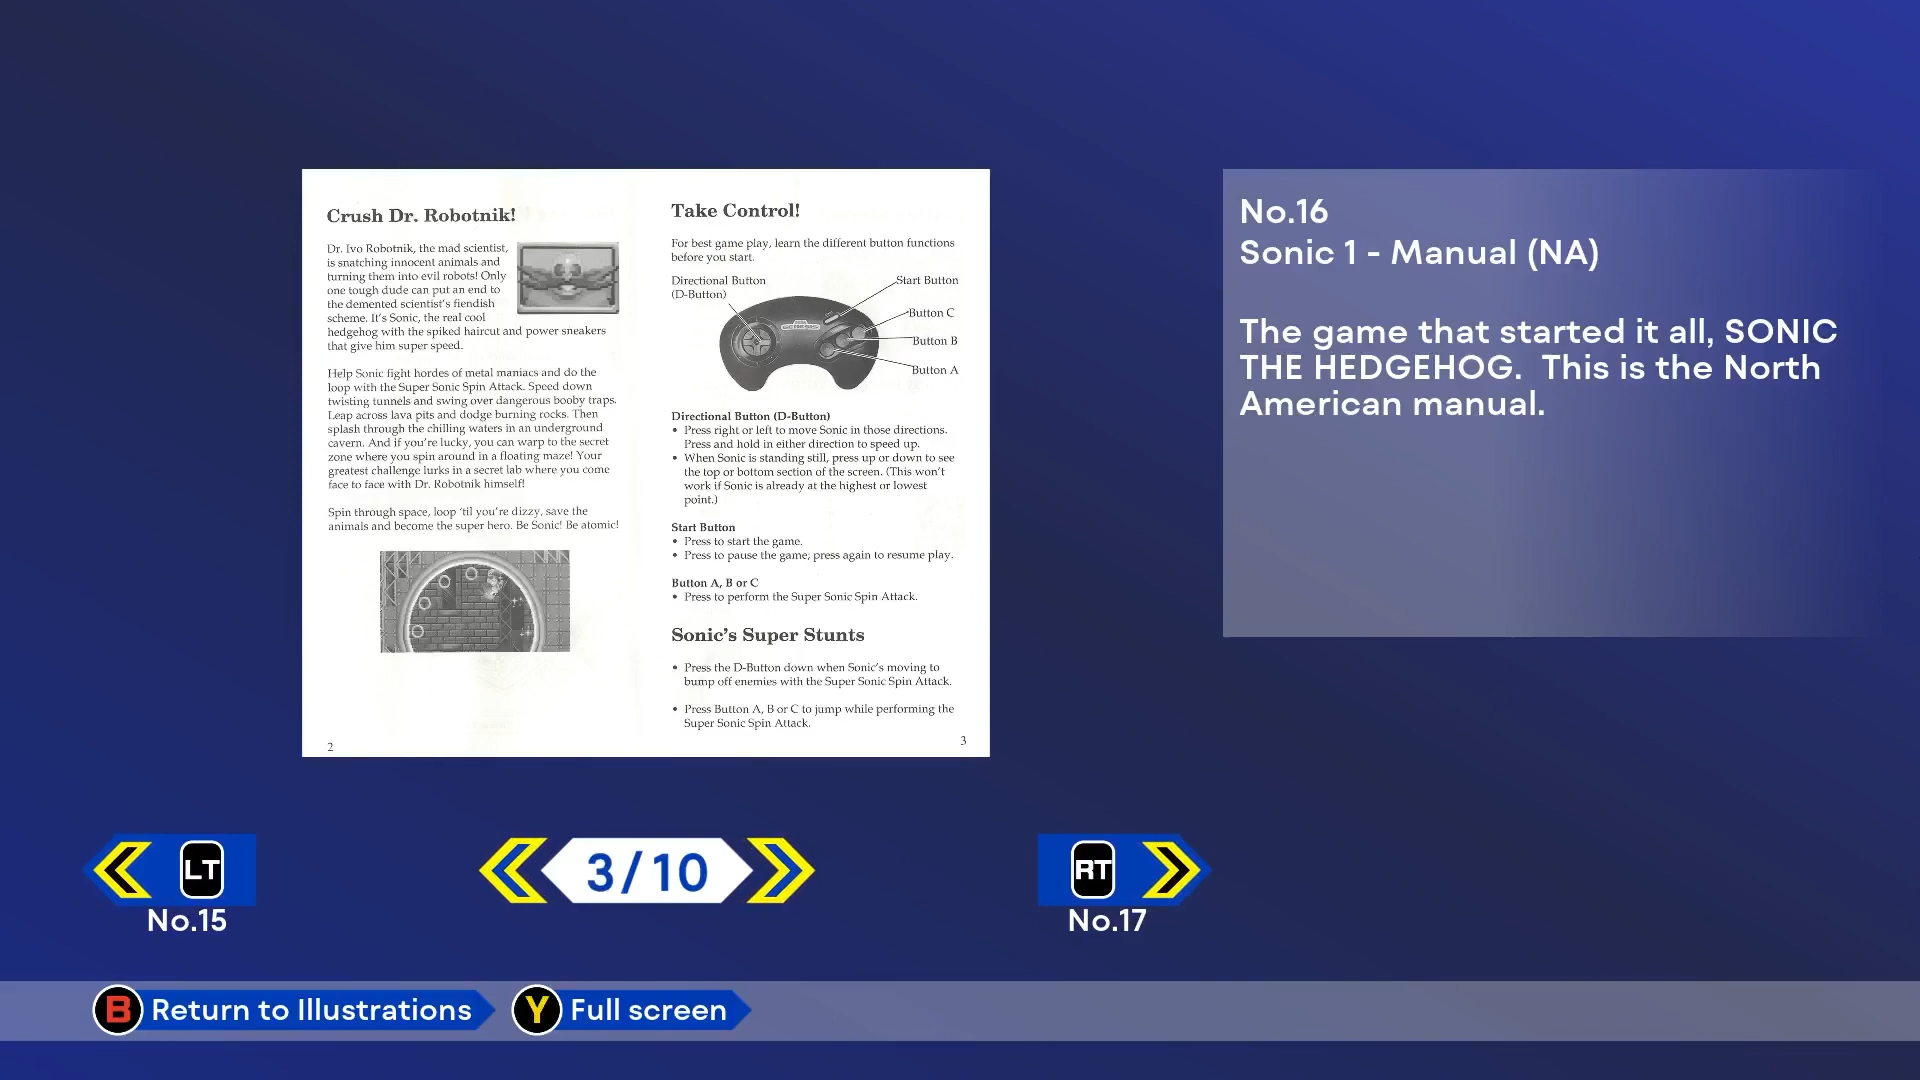 Crush Dr. Robotnik!
Dr. Ivo Robotnik, the mad scientist,
is snatching innocent animals and
turning them into evil robots! Only
one tough dude can put an end to
the demented scientist's fiendish
scheme. It's Sonic, the real cool
hedgehog with the spiked haircut and power sneakers
that give him super speed.
Help Sonic fight hordes of metal maniacs and do the
loop with the Super Sonic Spin Attack. Speed down
twisting tunnels and swing over dangerous booby traps.
Leap across lava pits and dodge burning rocks. Then
splash through the chilling waters in an underground
cavern. And if you're lucky, you can warp to the secret
zone where you spin around in a floating maze! Your
greatest challenge lurks in a secret lab where you come
face to face with Dr. Robotnik himself!
Spin through space, loop 'til you're dizzy, save the
animals and become the super hero. Be Sonic! Be atomic!
2
Take Control!
For best game play, learn the different button functions
before you start.
Directional Button
(D-Button)
Start Button
Button C
Button B
Button A
GENESIS
Directional Button (D-Button)
• Press right or left to move Sonic in those directions.
Press and hold in either direction to speed up.
• When Sonic is standing still, press up or down to see
the top or bottom section of the screen. (This won't
work if Sonic is already at the highest or lowest
point.)
Start Button
• Press to start the game.
• Press to pause the game; press again to resume play.
Button A, B or C
• Press to perform the Super Sonic Spin Attack.
Sonic's Super Stunts
• Press the D-Button down when Sonic's moving to
bump off enemies with the Super Sonic Spin Attack.
• Press Button A, B or C to jump while performing the
Super Sonic Spin Attack.
3
No.16
Sonic 1 - Manual (NA)
The game that started it all, SONIC
THE HEDGEHOG.  This is the North
American manual.
LT
No.15
3/10
RT
No.17
B Return to Illustrations
Y Full screen